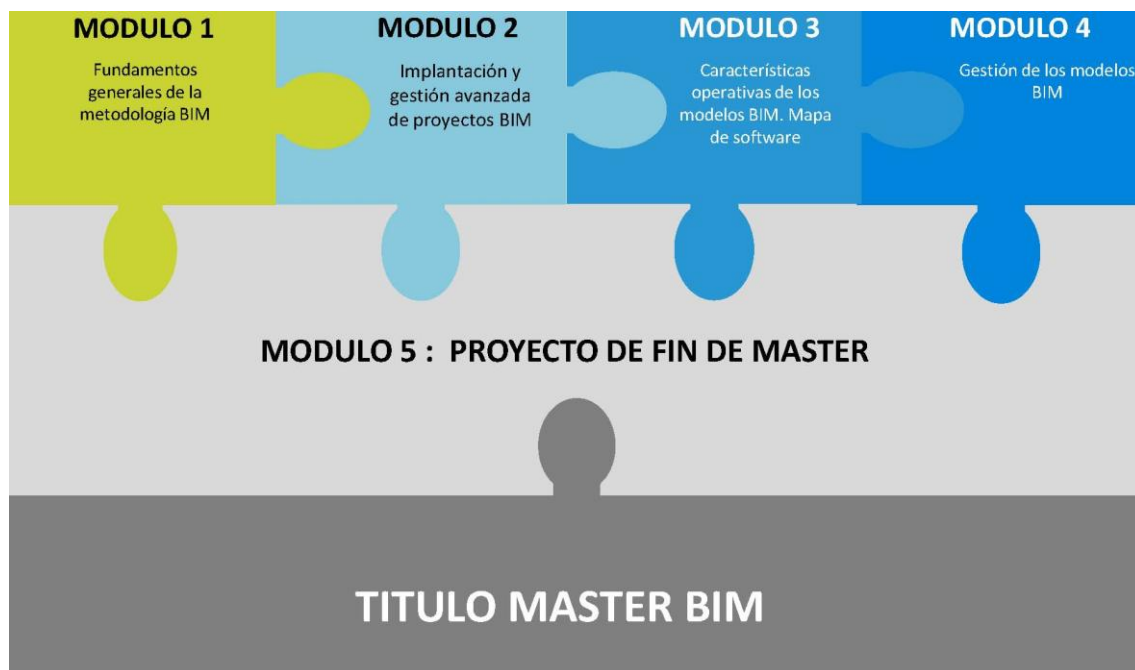 MODULO 1
Fundamentos
generales de la
metodología BIM
MODULO 2
Implantación y
gestión avanzada
de proyectos BIM
MODULO 3
Características
operativas de los
modelos BIM. Mapa
de software
MODULO 4
Gestión de los modelos
BIM
MODULO 5 : PROYECTO DE FIN DE MASTER
TITULO MASTER BIM